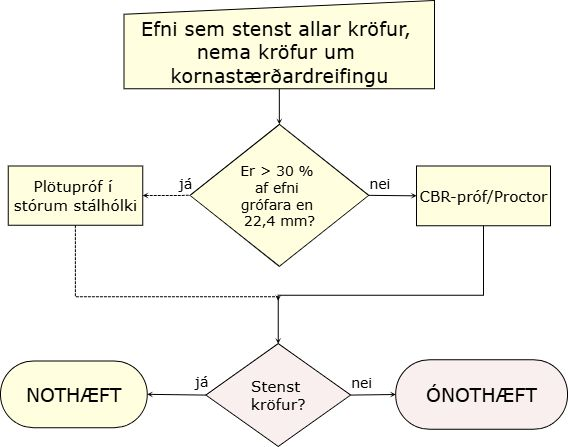 Efni sem stenst allar kröfur,
nema kröfur um
kornastærðardreifingu
Er > 30 %
af efni
grófara en
22,4 mm?
já
nei
Plötupróf í
stórum stálhólki
CBR-próf/Proctor
Stenst
kröfur?
já
nei
NOTHÆFT
ÓNOTHÆFT